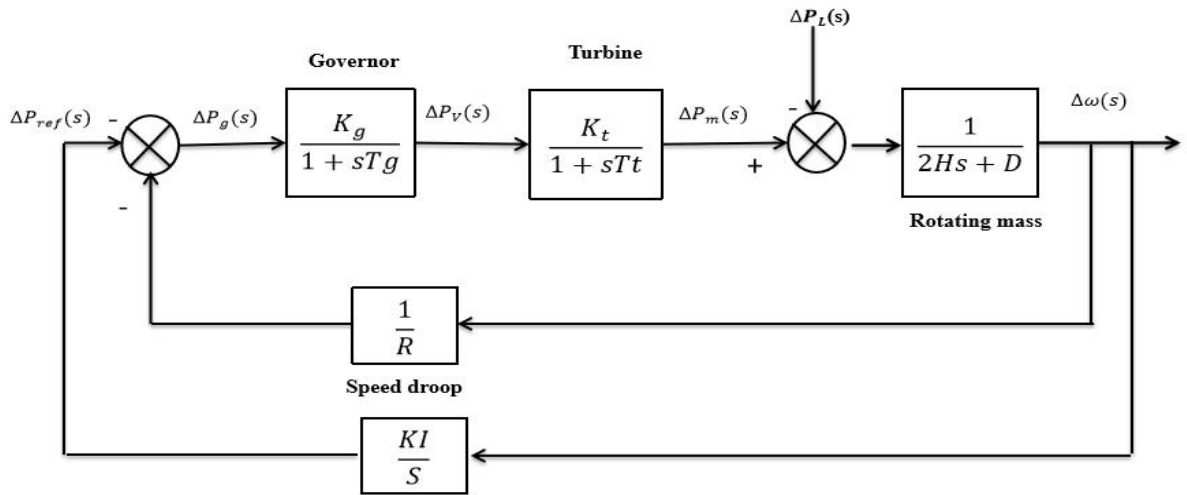 ΔP_L(s)
Governor
Turbine
ΔP_ref(s)
-
ΔP_g(s)
K_g
1 + sTg
ΔP_V(s)
K_t
1 + sTt
ΔP_m(s)
-
+
1
2Hs + D
Δω(s)
Rotating mass
-
1
R
Speed droop
KI
S